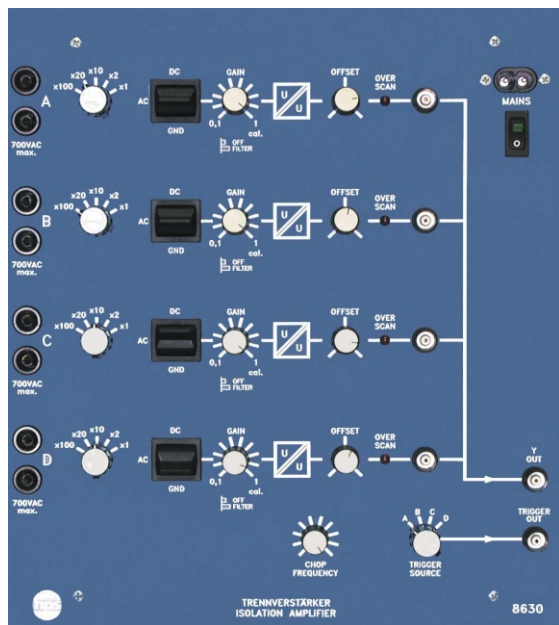 DC GAIN OFFSET OVER SCAN MAINS
x100 x20 x10 x2 x1
A AC U U
GND 0,1 1 cal.
OFF FILTER
700VAC max.
O
DC GAIN OFFSET OVER SCAN
x100 x20 x10 x2 x1
B AC U U
GND 0,1 1 cal.
OFF FILTER
700VAC max.
DC GAIN OFFSET OVER SCAN
x100 x20 x10 x2 x1
C AC U U
GND 0,1 1 cal.
OFF FILTER
700VAC max.
DC GAIN OFFSET OVER SCAN
x100 x20 x10 x2 x1
D AC U U
GND 0,1 1 cal.
OFF FILTER
700VAC max.
Y OUT
A B C D
TRIGGER OUT
CHOP FREQUENCY
TRIGGER SOURCE
TRENNVERSTÄRKER
ISOLATION AMPLIFIER
8630